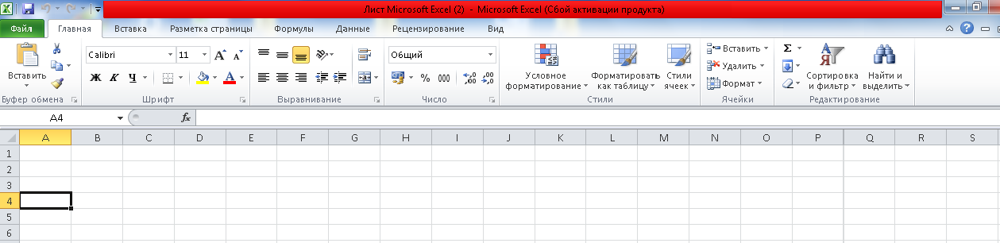 Лист Microsoft Excel (2) - Microsoft Excel (Сбой активации продукта)
Файл Главная Вставка Разметка страницы Формулы Данные Рецензирование Вид
Вставить
Буфер обмена
Calibri 11
Ж К Ч
Шрифт
Выравнивание
Общий
% 000
Число
Условное форматирование
Форматировать как таблицу
Стили ячеек
Стили
Вставить
Удалить
Формат
Ячейки
Σ
Сортировка и фильтр
Найти и выделить
Редактирование
A4 fx
A B C D E F G H I J K L M N O P Q R S
1
2
3
4
5
6